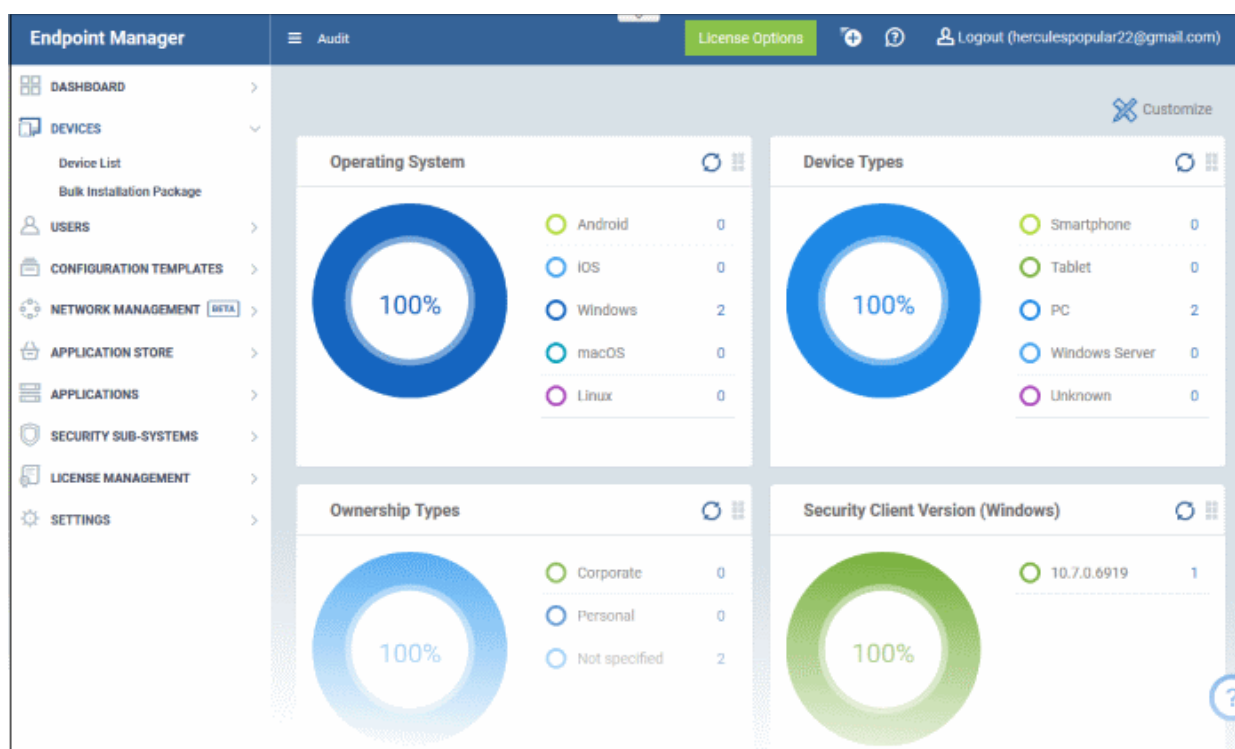 Endpoint Manager
Audit
License Options
Logout (herculespopular22@gmail.com)
DASHBOARD
DEVICES
Device List
Bulk Installation Package
USERS
CONFIGURATION TEMPLATES
NETWORK MANAGEMENT BETA
APPLICATION STORE
APPLICATIONS
SECURITY SUB-SYSTEMS
LICENSE MANAGEMENT
SETTINGS
Customize
Operating System
100%
Android 0
iOS 0
Windows 2
macOS 0
Linux 0
Device Types
100%
Smartphone 0
Tablet 0
PC 2
Windows Server 0
Unknown 0
Ownership Types
100%
Corporate 0
Personal 0
Not specified 2
Security Client Version (Windows)
100%
10.7.0.6919 1
?